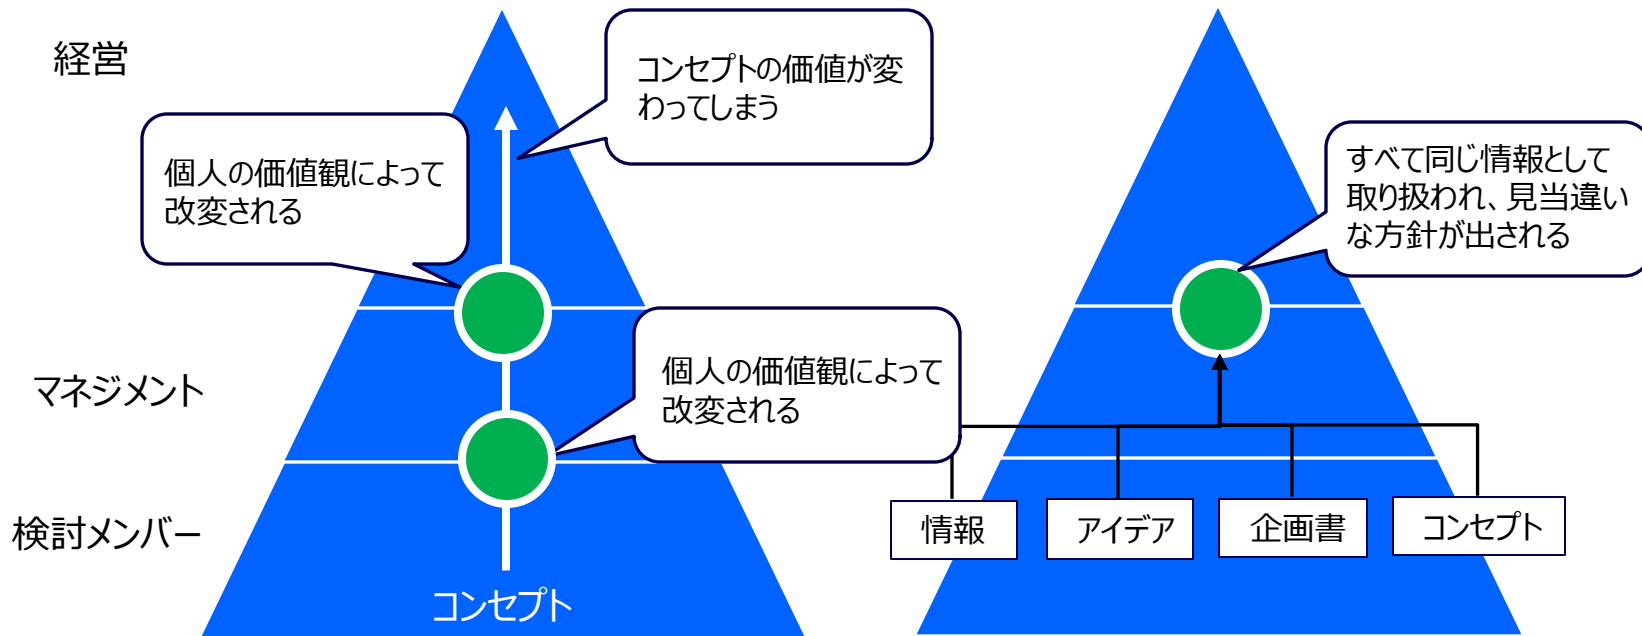 経営
コンセプトの価値が変
わってしまう
個人の価値観によって
改変される
すべて同じ情報として
取り扱われ、見当違い
な方針が出される
マネジメント
個人の価値観によって
改変される
検討メンバー
コンセプト
情報
アイデア
企画書
コンセプト